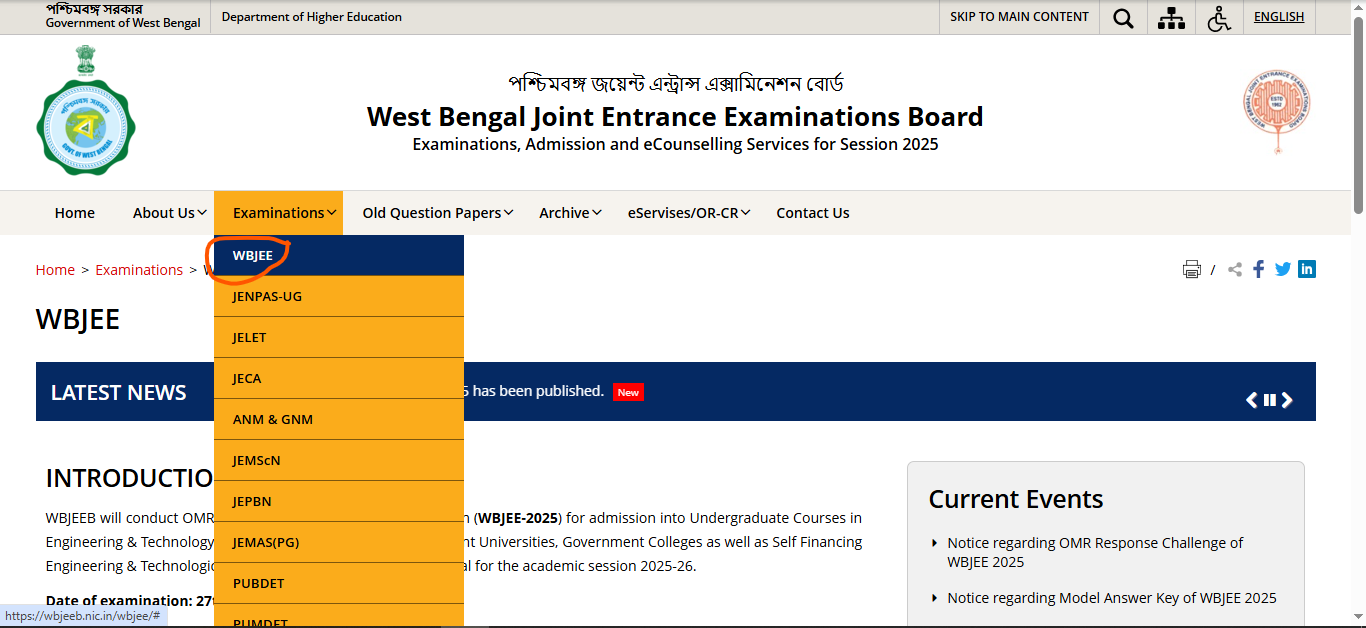 পশ্চিমবঙ্গ সরকার
Government of West Bengal
Department of Higher Education
SKIP TO MAIN CONTENT
ENGLISH
পশ্চিমবঙ্গ জয়েন্ট এন্ট্রান্স এক্সামিনেশন বোর্ড
West Bengal Joint Entrance Examinations Board
Examinations, Admission and eCounselling Services for Session 2025
Home
About Us
Examinations
Old Question Papers
Archive
eServises/OR-CR
Contact Us
WBJEE
JENPAS-UG
JELET
JECA
ANM & GNM
JEMScN
JEPBN
JEMAS(PG)
PUBDET
PUMDET
Home > Examinations > W
/
WBJEE
LATEST NEWS
5 has been published. New
INTRODUCTIO
WBJEEB will conduct OMR n (WBJEE-2025) for admission into Undergraduate Courses in
Engineering & Technology nt Universities, Government Colleges as well as Self Financing
Engineering & Technologic al for the academic session 2025-26.
Date of examination: 27
Current Events
Notice regarding OMR Response Challenge of
WBJEE 2025
Notice regarding Model Answer Key of WBJEE 2025
https://wbjeeb.nic.in/wbjee/#